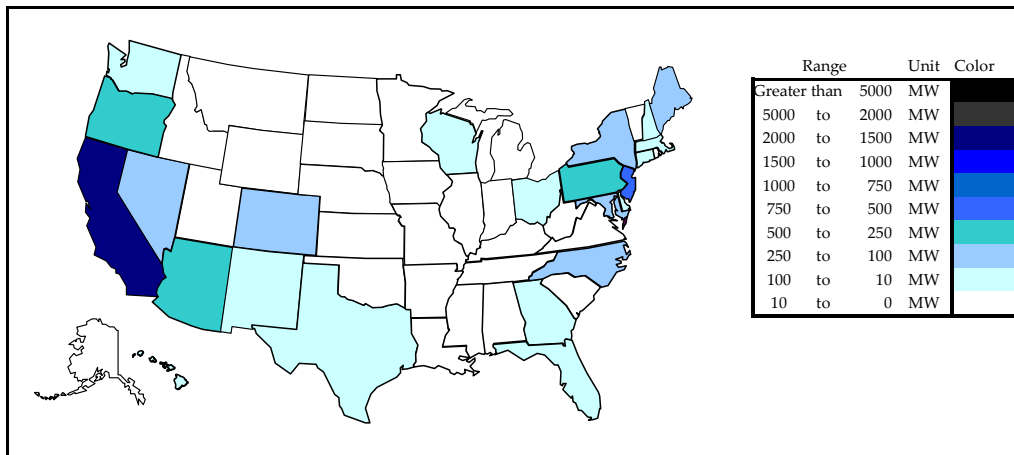 Range Unit Color
Greater than 5000 MW
5000 to 2000 MW
2000 to 1500 MW
1500 to 1000 MW
1000 to 750 MW
750 to 500 MW
500 to 250 MW
250 to 100 MW
100 to 10 MW
10 to 0 MW